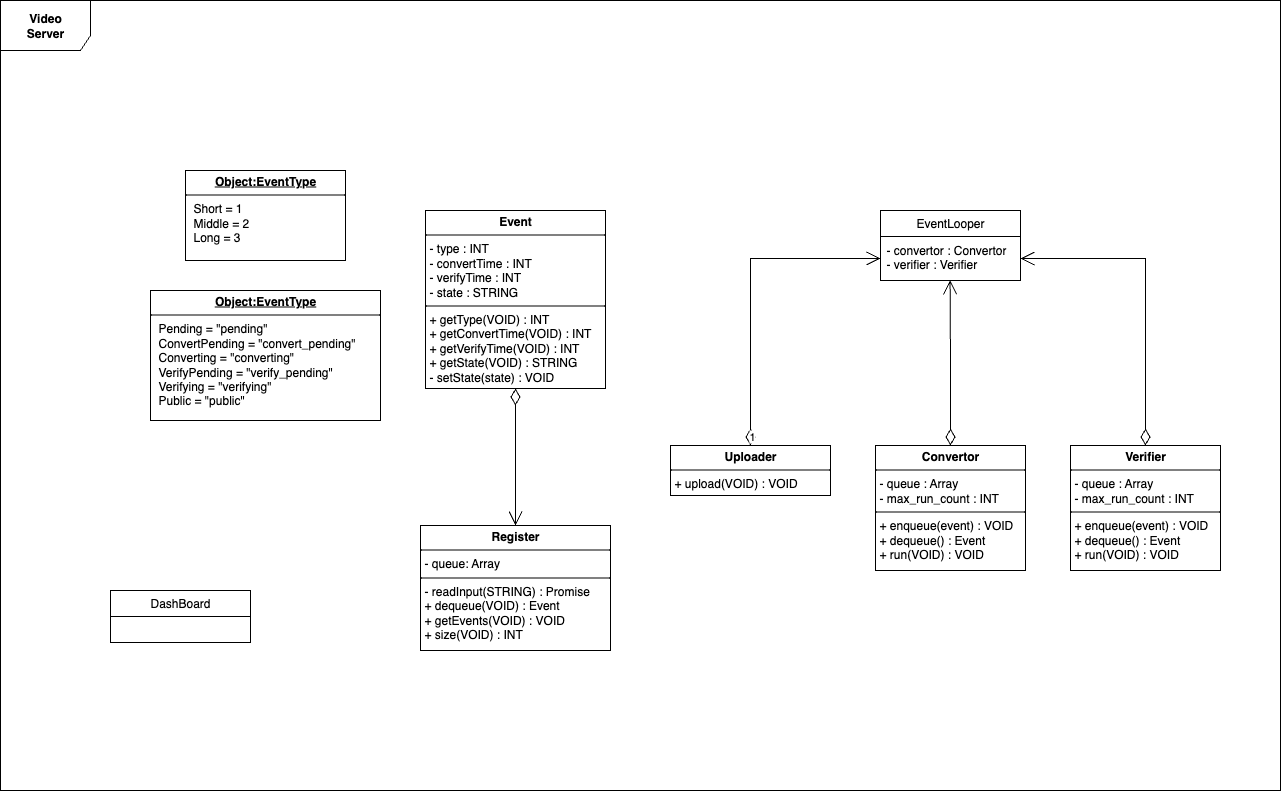 Video
Server
Object:EventType
Short = 1
Middle = 2
Long = 3
Object:EventType
Pending = "pending"
ConvertPending = "convert_pending"
Converting = "converting"
VerifyPending = "verify_pending"
Verifying = "verifying"
Public = "public"
Event
- type : INT
- convertTime : INT
- verifyTime : INT
- state : STRING
+ getType(VOID) : INT
+ getConvertTime(VOID) : INT
+ getVerifyTime(VOID) : INT
+ getState(VOID) : STRING
- setState(state) : VOID
EventLooper
- convertor : Convertor
- verifier : Verifier
1
Uploader
+ upload(VOID) : VOID
Convertor
- queue : Array
- max_run_count : INT
+ enqueue(event) : VOID
+ dequeue() : Event
+ run(VOID) : VOID
Verifier
- queue : Array
- max_run_count : INT
+ enqueue(event) : VOID
+ dequeue() : Event
+ run(VOID) : VOID
Register
- queue: Array
- readInput(STRING) : Promise
+ dequeue(VOID) : Event
+ getEvents(VOID) : VOID
+ size(VOID) : INT
DashBoard